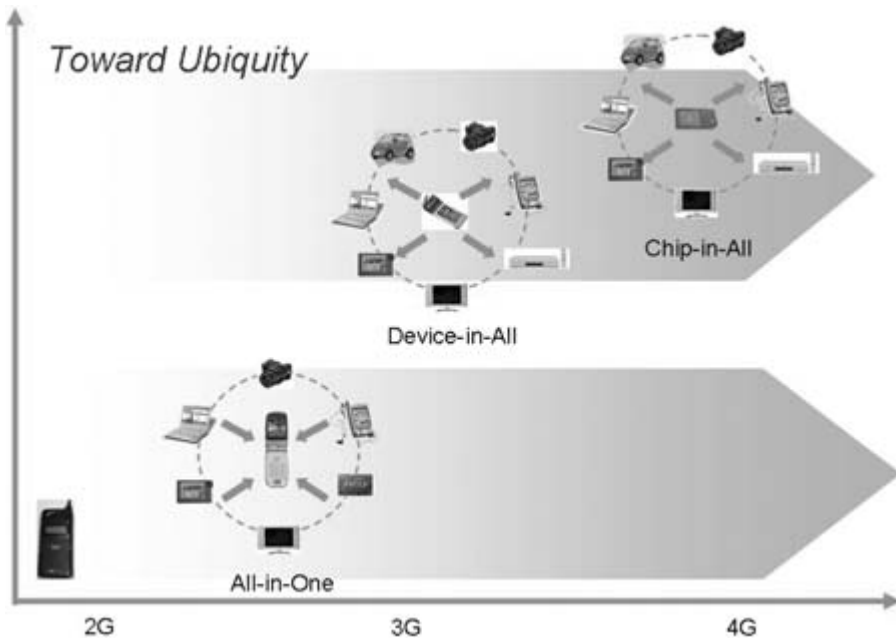 Toward Ubiquity
Chip-in-All
Device-in-All
All-in-One
2G
3G
4G